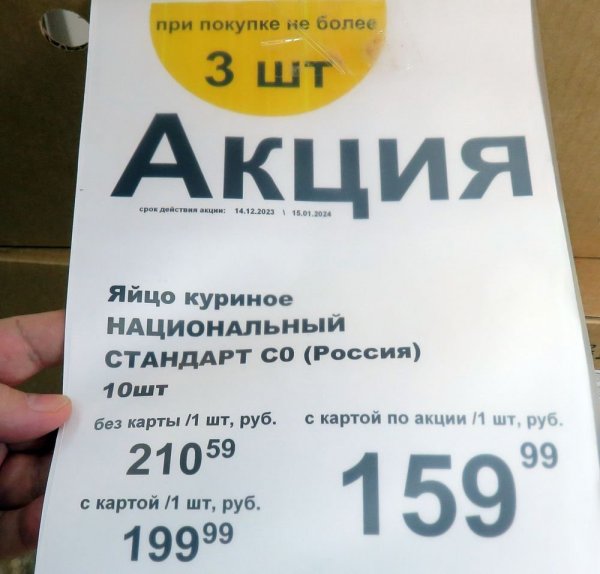 при покупке не более
3 шт
Акция
срок действия акции: 14.12.2023 \ 15.01.2024
Яйцо куриное
НАЦИОНАЛЬНЫЙ
СТАНДАРТ С0 (Россия)
10шт
без карты /1 шт, руб.
210 59
с картой /1 шт, руб.
199 99
с картой по акции /1 шт, руб.
159 99